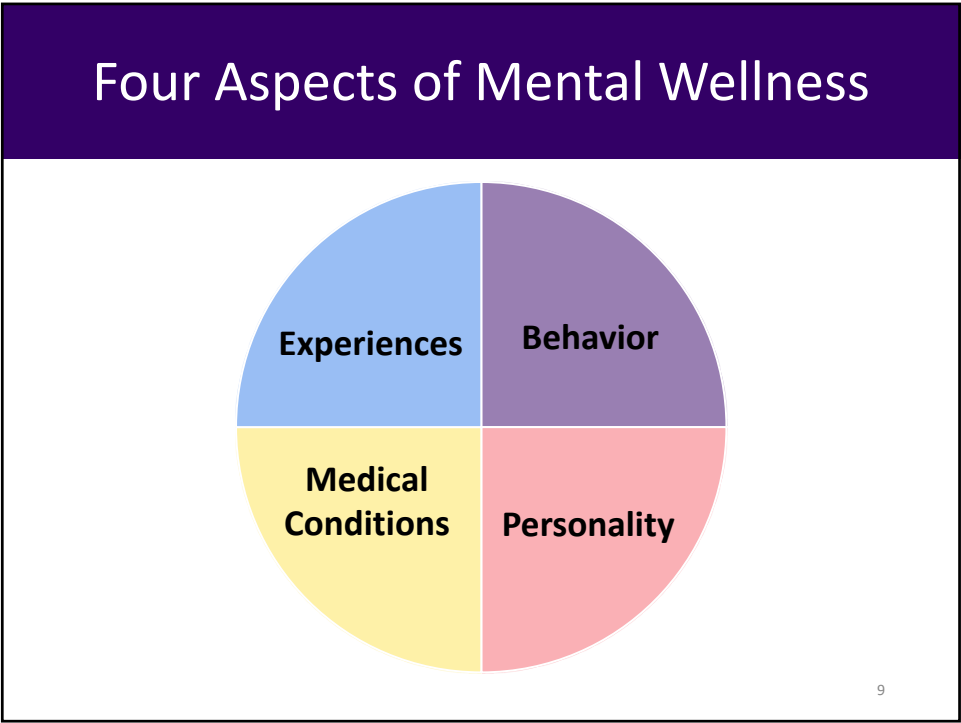 Four Aspects of Mental Wellness
Experiences
Behavior
Medical
Conditions
Personality
9